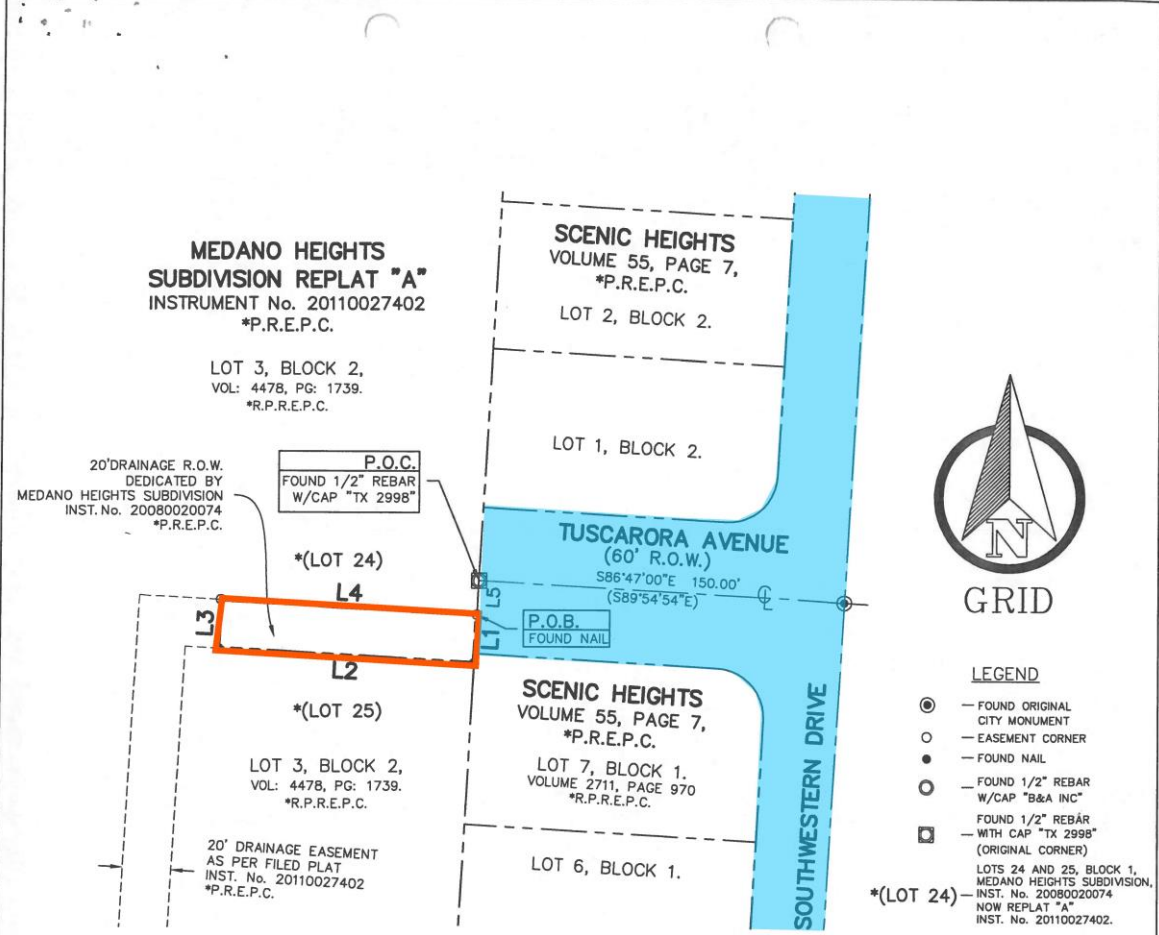 MEDANO HEIGHTS
SUBDIVISION REPLAT "A"
INSTRUMENT No. 20110027402
*P.R.E.P.C.
LOT 3, BLOCK 2,
VOL: 4478, PG: 1739.
*R.P.R.E.P.C.
SCENIC HEIGHTS
VOLUME 55, PAGE 7,
*P.R.E.P.C.
LOT 2, BLOCK 2.
LOT 1, BLOCK 2.
20'DRAINAGE R.O.W.
DEDICATED BY
MEDANO HEIGHTS SUBDIVISION
INST. No. 20080020074
*P.R.E.P.C.
P.O.C.
FOUND 1/2" REBAR
W/CAP "TX 2998"
TUSCARORA AVENUE
(60' R.O.W.)
S86°47'00"E 150.00'
(S89°54'54"E)
*(LOT 24)
L4
L5
L3
L1
P.O.B.
FOUND NAIL
L2
*(LOT 25)
LOT 3, BLOCK 2,
VOL: 4478, PG: 1739.
*R.P.R.E.P.C.
SCENIC HEIGHTS
VOLUME 55, PAGE 7,
*P.R.E.P.C.
LOT 7, BLOCK 1.
VOLUME 2711, PAGE 970
*R.P.R.E.P.C.
LOT 6, BLOCK 1.
20' DRAINAGE EASEMENT
AS PER FILED PLAT
INST. No. 20110027402
*P.R.E.P.C.
SOUTHWESTERN DRIVE
N
GRID
LEGEND
— FOUND ORIGINAL
CITY MONUMENT
— EASEMENT CORNER
— FOUND NAIL
— FOUND 1/2" REBAR
W/CAP "B&A INC"
FOUND 1/2" REBAR
— WITH CAP "TX 2998"
(ORIGINAL CORNER)
LOTS 24 AND 25, BLOCK 1,
MEDANO HEIGHTS SUBDIVISION,
*(LOT 24) — INST. No. 20080020074
NOW REPLAT "A"
INST. No. 20110027402.